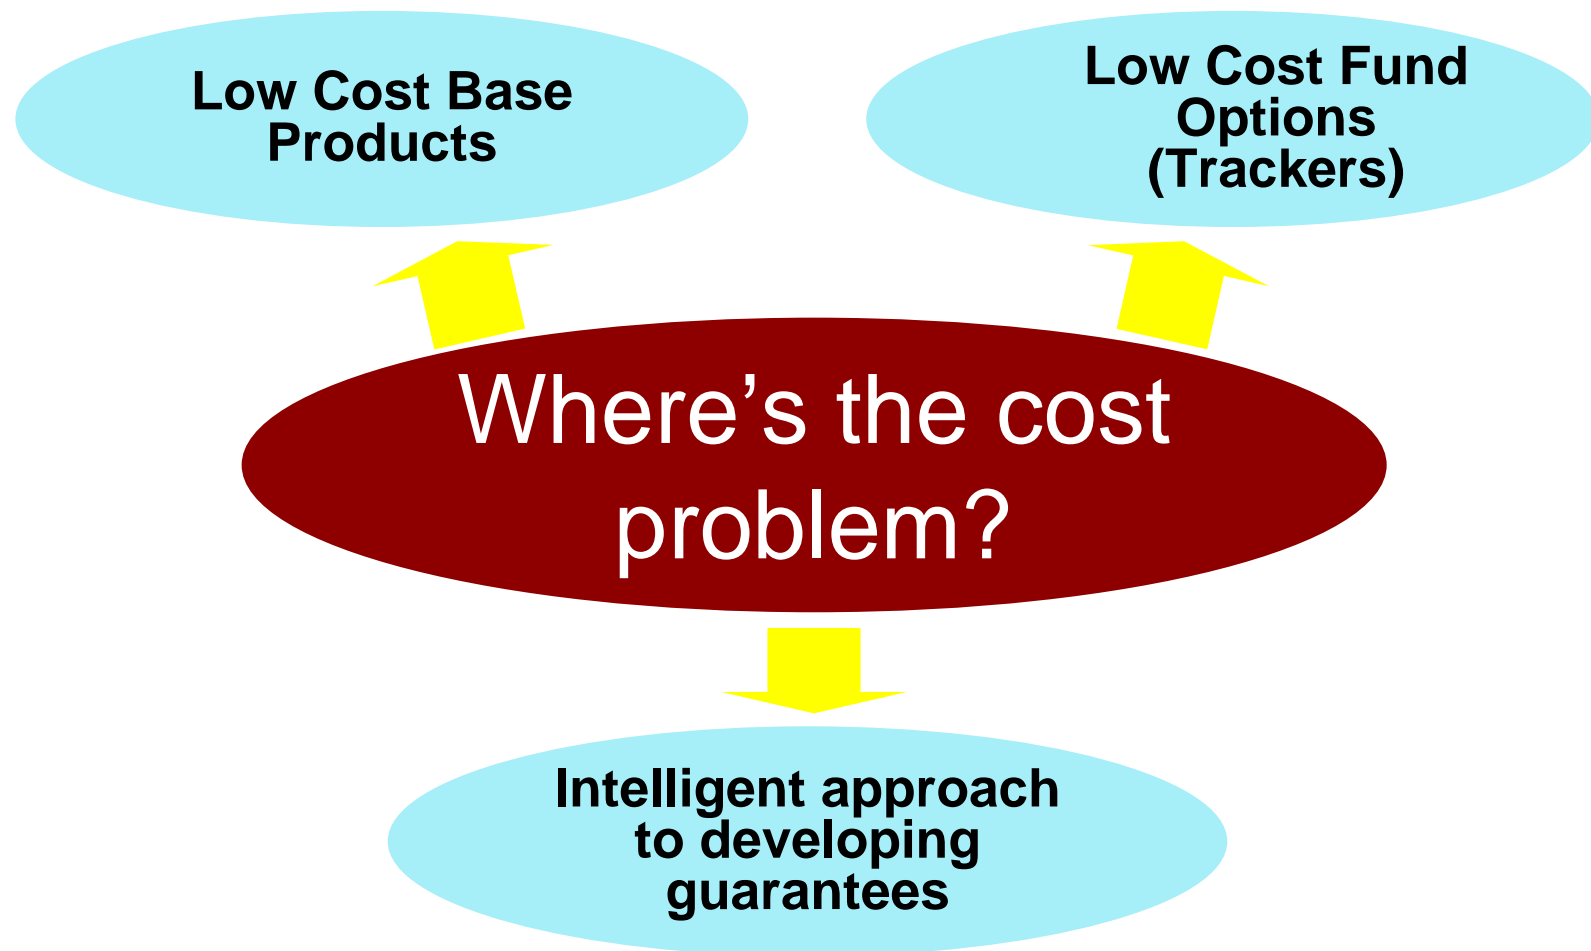 Low Cost Base
Products
Low Cost Fund
Options
(Trackers)
Where’s the cost
problem?
Intelligent approach
to developing
guarantees